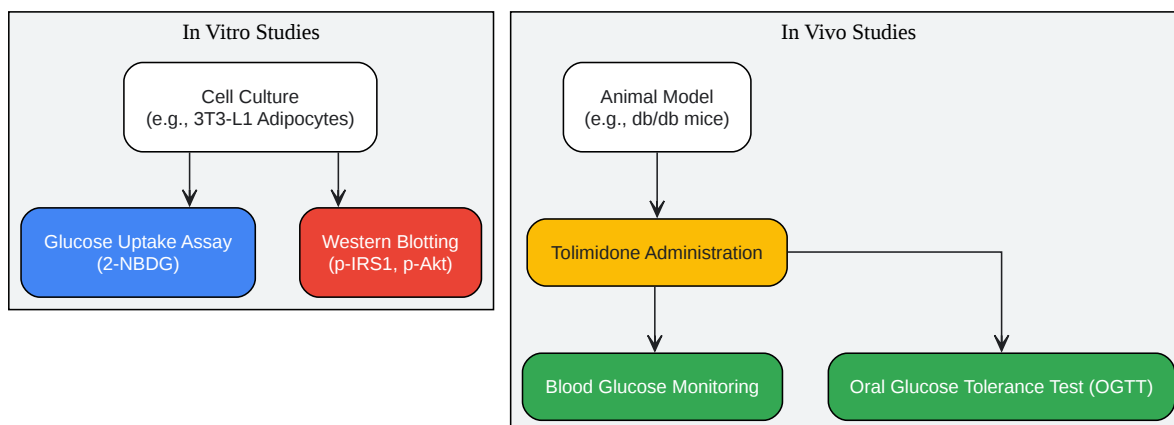 In Vitro Studies
Cell Culture
(e.g., 3T3-L1 Adipocytes)
Glucose Uptake Assay
(2-NBDG)
Western Blotting
(p-IRS1, p-Akt)
In Vivo Studies
Animal Model
(e.g., db/db mice)
Tolimidone Administration
Blood Glucose Monitoring
Oral Glucose Tolerance Test (OGTT)